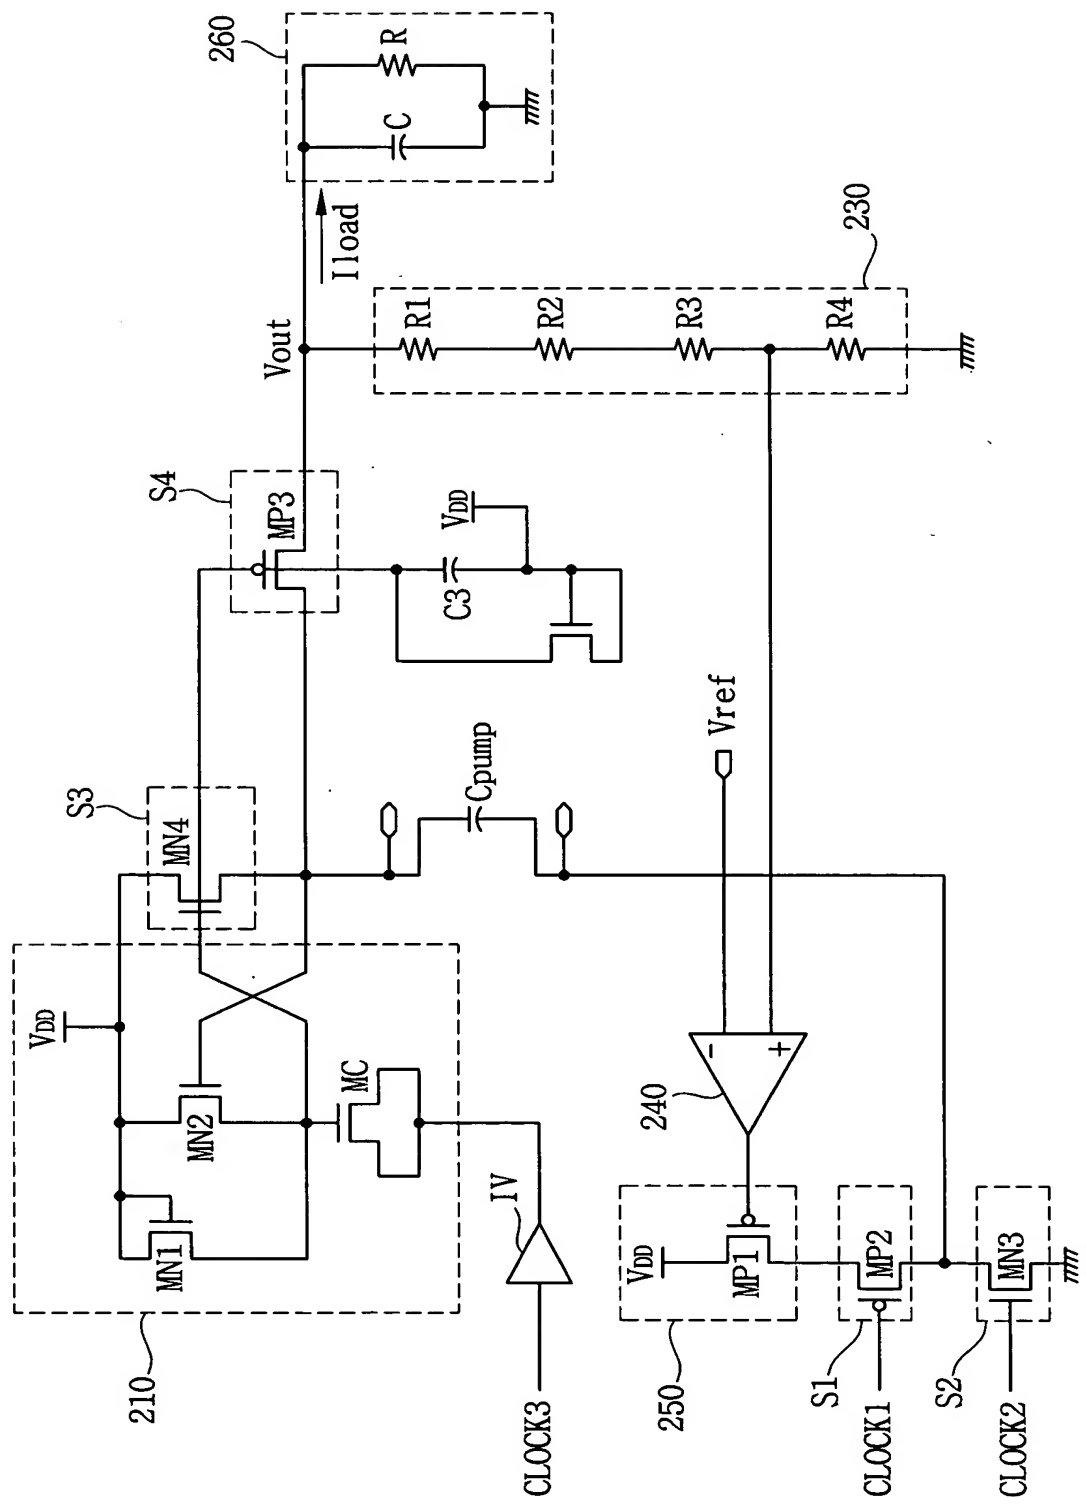 260
R
C
Iload
230
Vout
R1
R2
R3
R4
S4
MP3
VDD
C3
S3
MN4
Cpump
Vref
VDD
MN2
MC
MN1
210
IV
CLOCK3
240
-
+
VDD
MP1
250
MP2
S1
CLOCK1
MN3
S2
CLOCK2